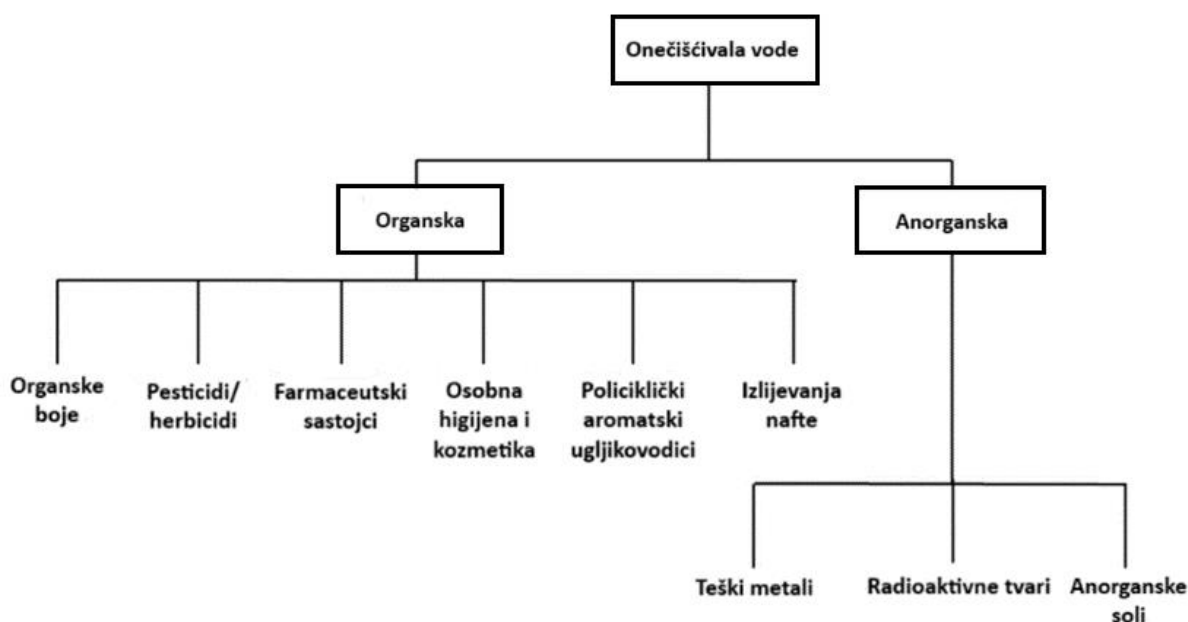 Onečišćivala vode
Organska
Anorganska
Organske
boje
Pesticidi/
herbicidi
Farmaceutski
sastojci
Osobna
higijena i
kozmetika
Policiklički
aromatski
ugljikovodici
Izlijevanja
nafte
Teški metali
Radioaktivne tvari
Anorganske
soli